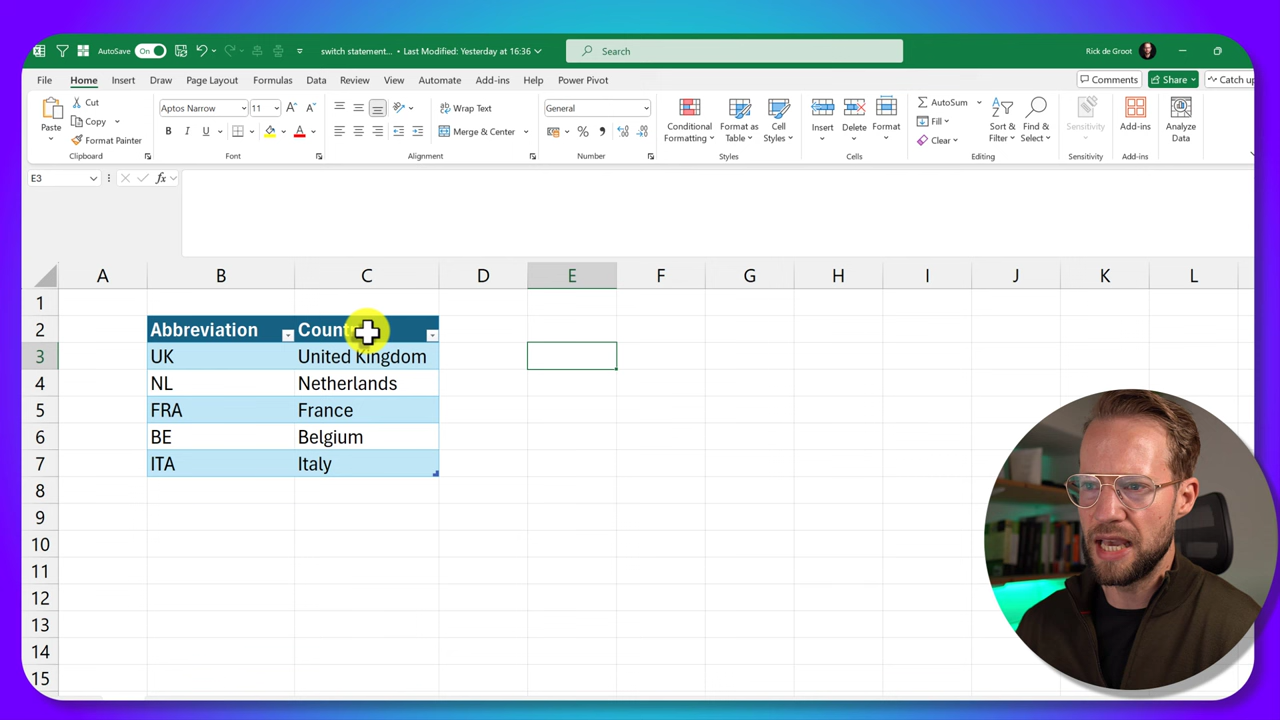 AutoSave On switch statement... • Last Modified: Yesterday at 16:36 Search Rick de Groot
File Home Insert Draw Page Layout Formulas Data Review View Automate Add-ins Help Power Pivot Comments Share Catch up
Paste Cut Copy Format Painter Clipboard
Aptos Narrow 11 B I U A Font
Wrap Text Merge & Center Alignment
General % Number
Conditional Formatting Format as Table Cell Styles Styles
Insert Delete Format Cells
AutoSum Fill Clear Sort & Filter Find & Select Editing
Sensitivity Sensitivity
Add-ins Add-ins
Analyze Data
E3 fx
A B C D E F G H I J K L
1
2 Abbreviation
3 UK United Kingdom
4 NL Netherlands
5 FRA France
6 BE Belgium
7 ITA Italy
8
9
10
11
12
13
14
15